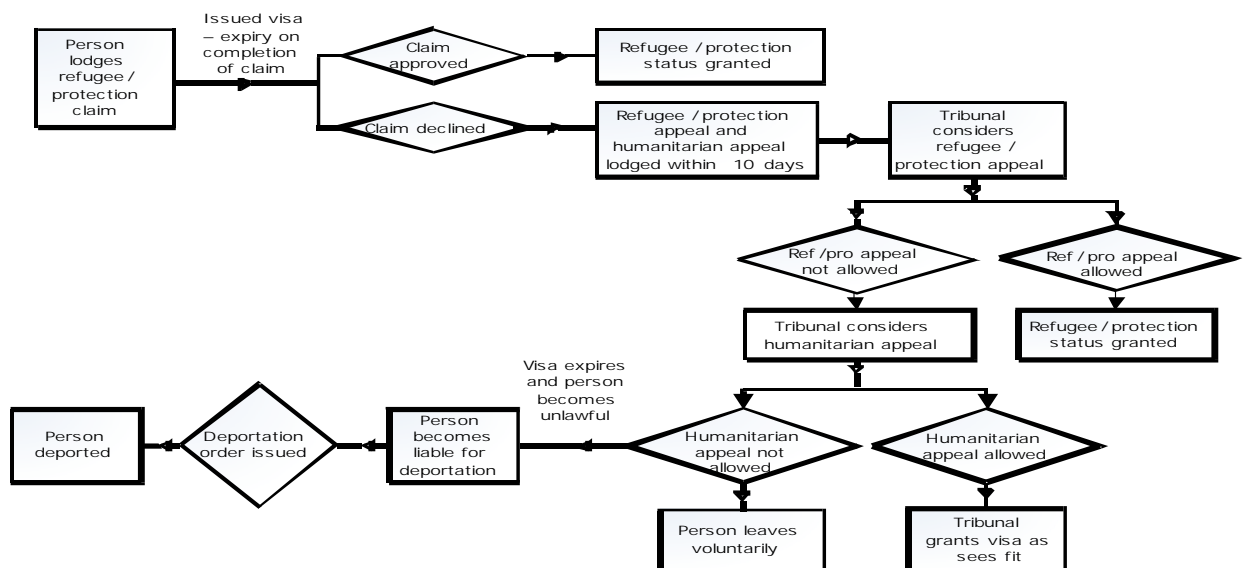 Person
lodges
refugee /
protection
claim
Issued visa
– expiry on
completion
of claim
Claim
approved
Refugee / protection
status granted
Claim declined
Refugee / protection
appeal and
humanitarian appeal
lodged within 10 days
Tribunal
considers
refugee /
protection appeal
Ref / pro appeal
not allowed
Ref / pro appeal
allowed
Tribunal considers
humanitarian appeal
Refugee / protection
status granted
Visa expires
and person
becomes
unlawful
Person
deported
Deportation
order issued
Person
becomes
liable for
deportation
Humanitarian
appeal not
allowed
Humanitarian
appeal allowed
Person leaves
voluntarily
Tribunal
grants visa as
sees fit